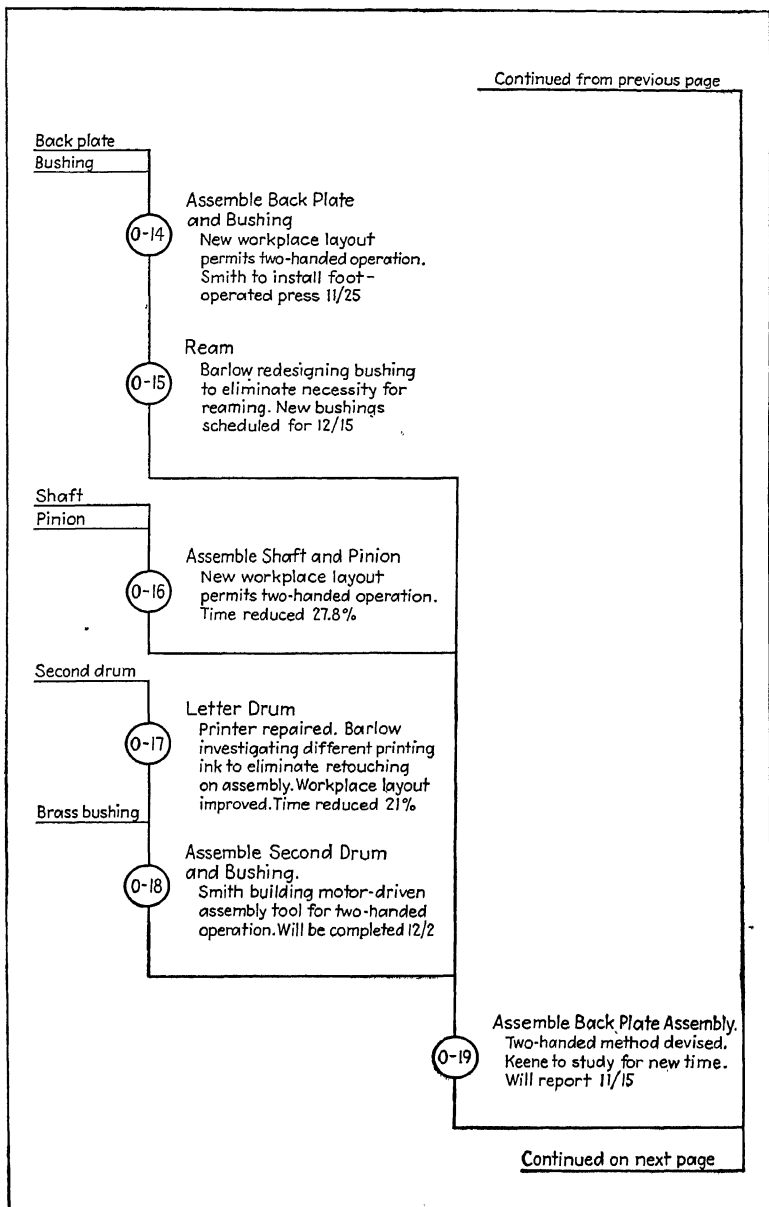 Continued from previous page
Back plate
Bushing
O-14
Assemble Back Plate
and Bushing
New workplace layout
permits two-handed operation.
Smith to install foot-
operated press 11/25
O-15
Ream
Barlow redesigning bushing
to eliminate necessity for
reaming. New bushings
scheduled for 12/15
Shaft
Pinion
O-16
Assemble Shaft and Pinion
New workplace layout
permits two-handed operation.
Time reduced 27.8%
Second drum
O-17
Letter Drum
Printer repaired. Barlow
investigating different printing
ink to eliminate retouching
on assembly. Workplace layout
improved. Time reduced 21%
Brass bushing
O-18
Assemble Second Drum
and Bushing.
Smith building motor-driven
assembly tool for two-handed
operation. Will be completed 12/2
O-19
Assemble Back Plate Assembly.
Two-handed method devised.
Keene to study for new time.
Will report 11/15
Continued on next page